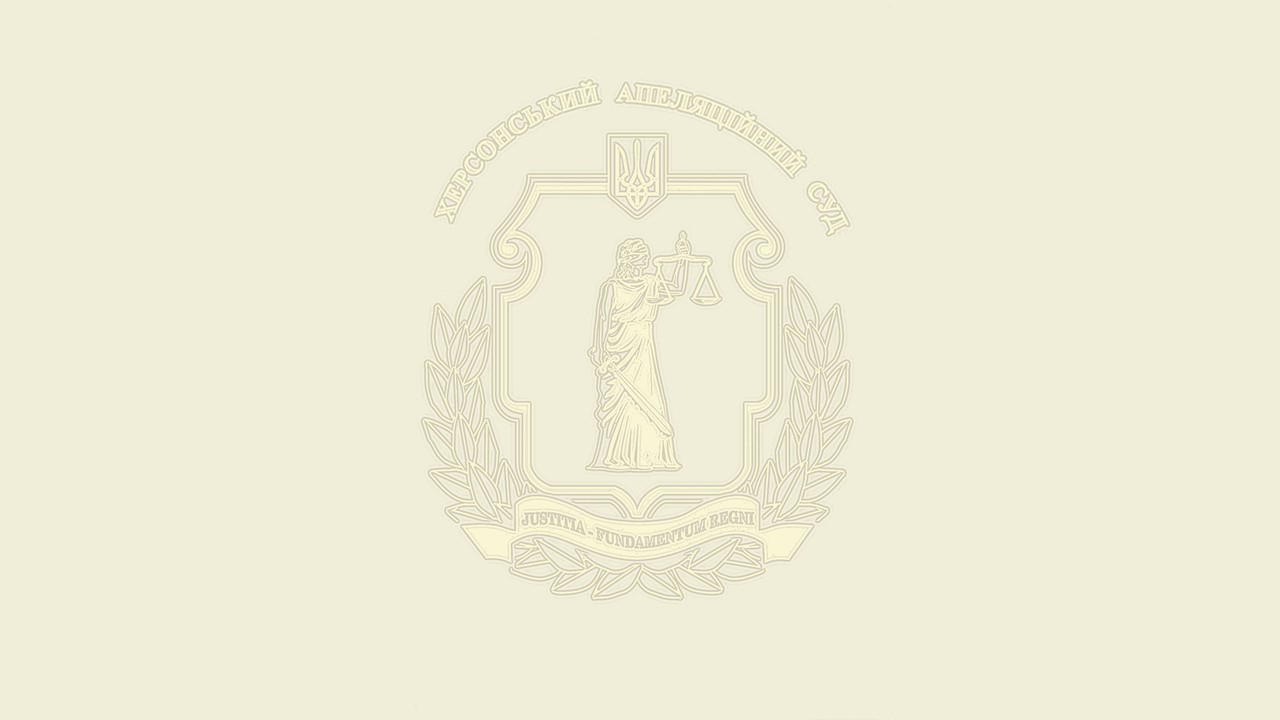 ХЕРСОНСЬКИЙ АПЕЛЯЦІЙНИЙ СУД
JUSTITIA - FUNDAMENTUM REGNI